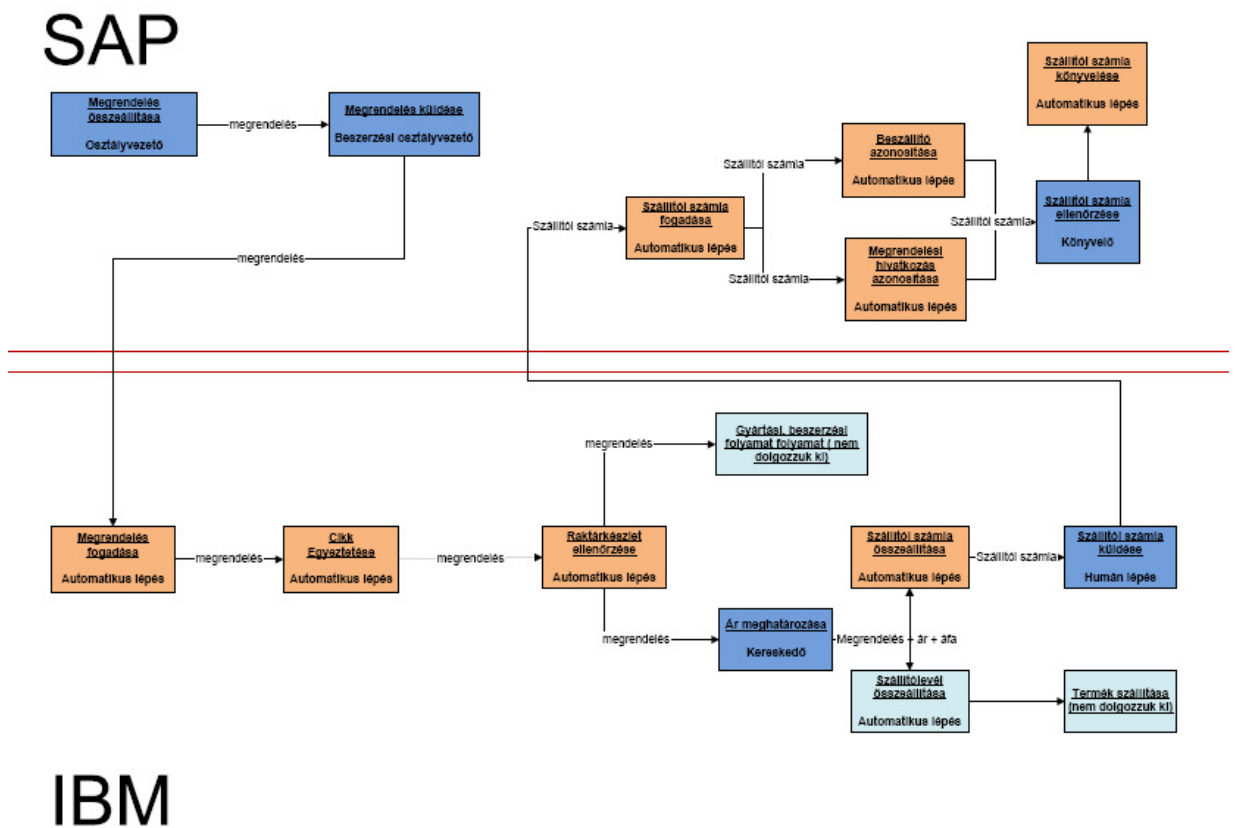 SAP
Megrendelés
összeállítása
Osztályvezető
megrendelés
Megrendelés küldése
Beszerzési osztályvezető
megrendelés
Szállítói számla
Szállítói számla
fogadása
Automatikus lépés
Szállítói számla
Szállítói számla
Beszállító
azonosítása
Automatikus lépés
Megrendelési
hivatkozás
azonosítása
Automatikus lépés
Szállítói számla
Szállítói számla
ellenőrzése
Könyvelő
Szállítói számla
könyvelése
Automatikus lépés
Megrendelés
fogadása
Automatikus lépés
megrendelés
Cikk
Egyeztetése
Automatikus lépés
megrendelés
Raktárkészlet
ellenőrzése
Automatikus lépés
megrendelés
Gyártási, beszerzési
folyamat folyamat ( nem
dolgozzuk ki)
megrendelés
Ár meghatározása
Kereskedő
Megrendelés + ár + áfa
Szállítói számla
összeállítása
Automatikus lépés
Szállítói számla
Szállítói számla
küldése
Humán lépés
Szállítólevél
összeállítása
Automatikus lépés
Termék szállítása
(nem dolgozzuk ki)
IBM